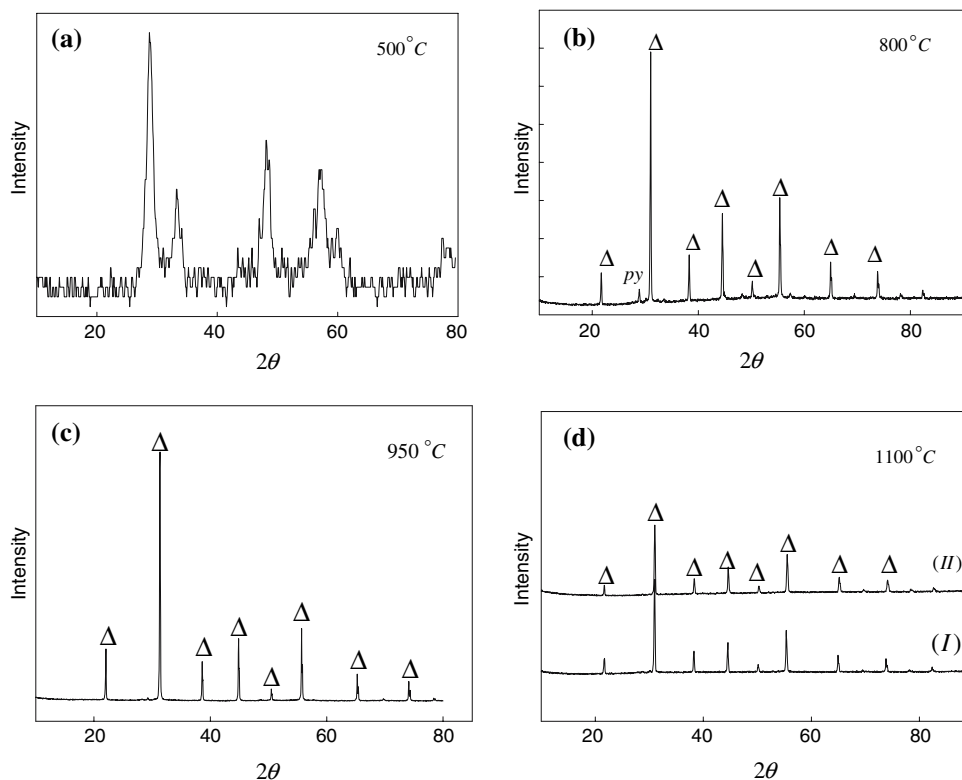 (a)
500°C
Intensity
20 40 60 80
2θ
(b)
800°C
Intensity
Δ
Δ
Δ
Δ
Δ
Δ
Δ
Δ
py
20 40 60 80
2θ
(c)
950 °C
Intensity
Δ
Δ
Δ
Δ
Δ
Δ
Δ
Δ
20 40 60 80
2θ
(d)
1100°C
Intensity
Δ
Δ
Δ
Δ
Δ
Δ
Δ
Δ
(II)
(I)
20 40 60 80
2θ